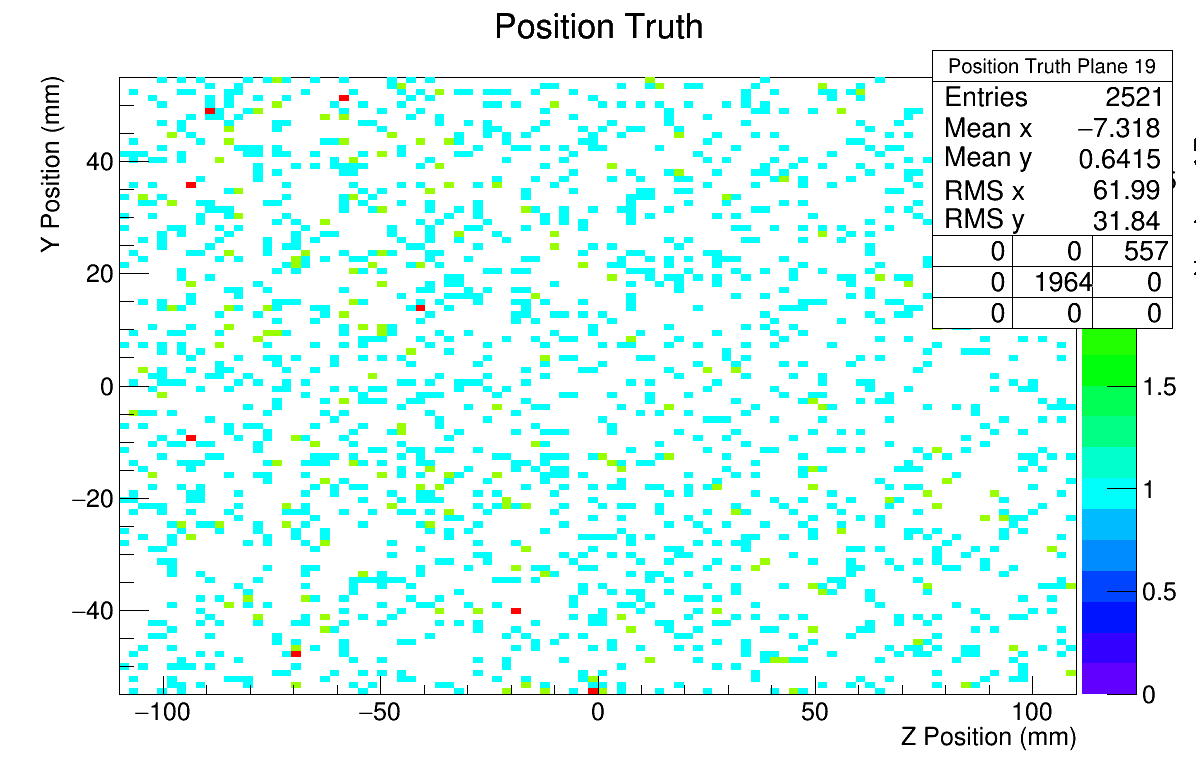 Position Truth
Position Truth Plane 19
Entries 2521
Mean x −7.318
Mean y 0.6415
RMS x 61.99
RMS y 31.84
0 0 557
0 1964 0
0 0 0
Y Position (mm)
40
20
0
−20
−40
1.5
1
0.5
0
−100 −50 0 50 100
Z Position (mm)